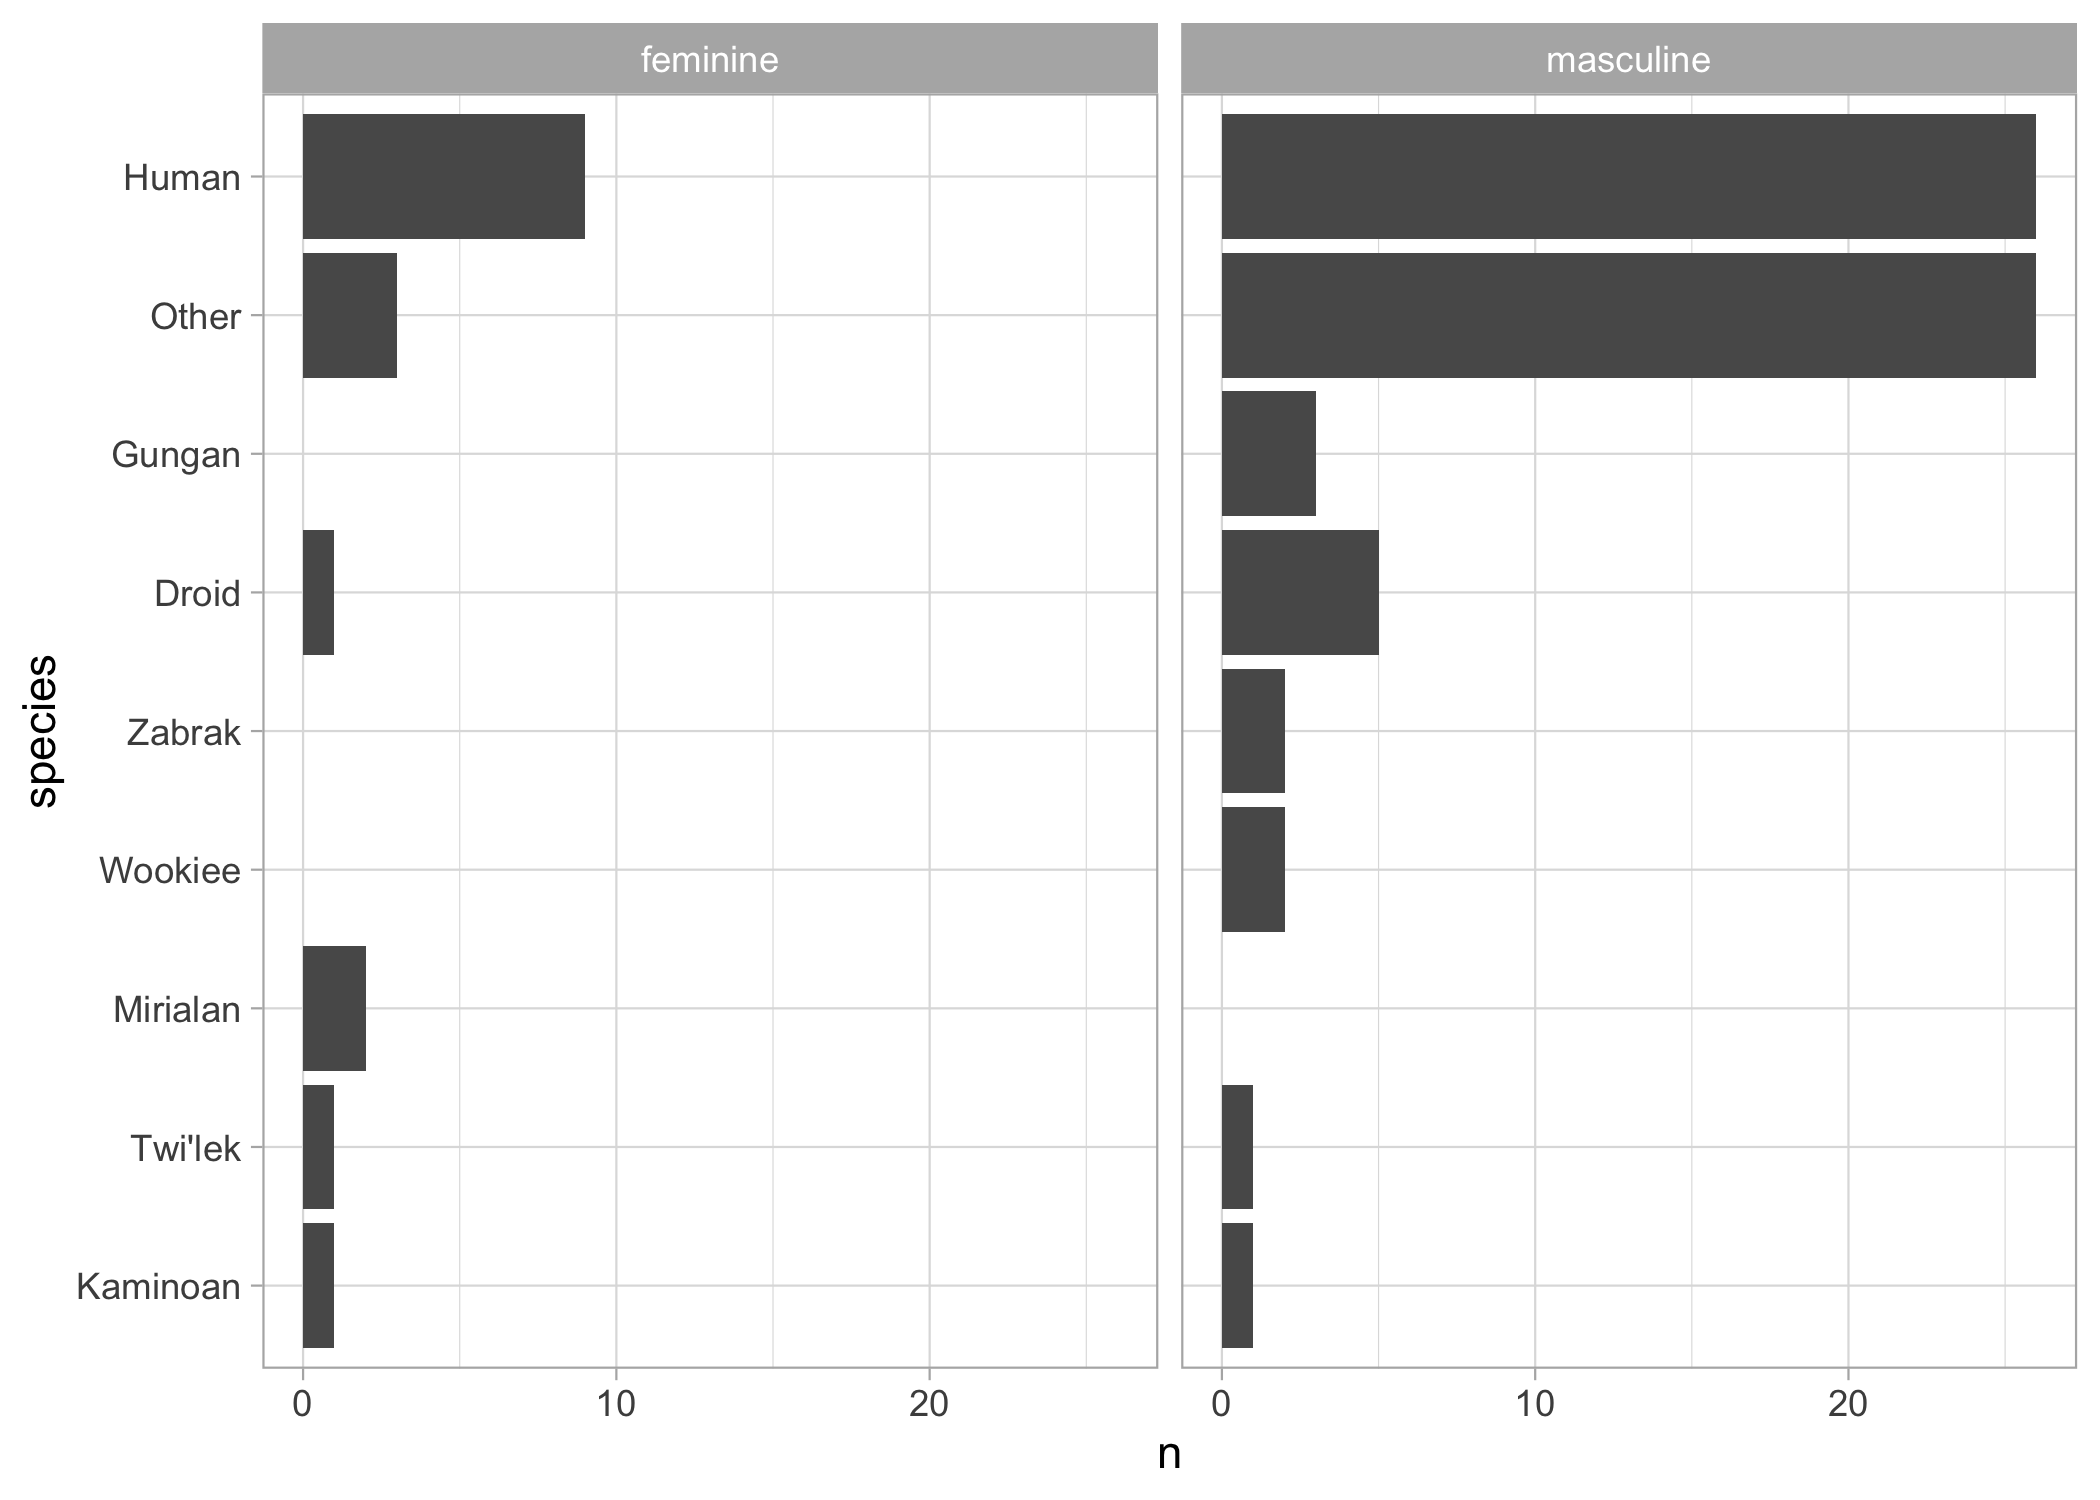 feminine
masculine
Human
Other
Gungan
Droid
Zabrak
Wookiee
Mirialan
Twi'lek
Kaminoan
species
0 10 20
0 10 20
n